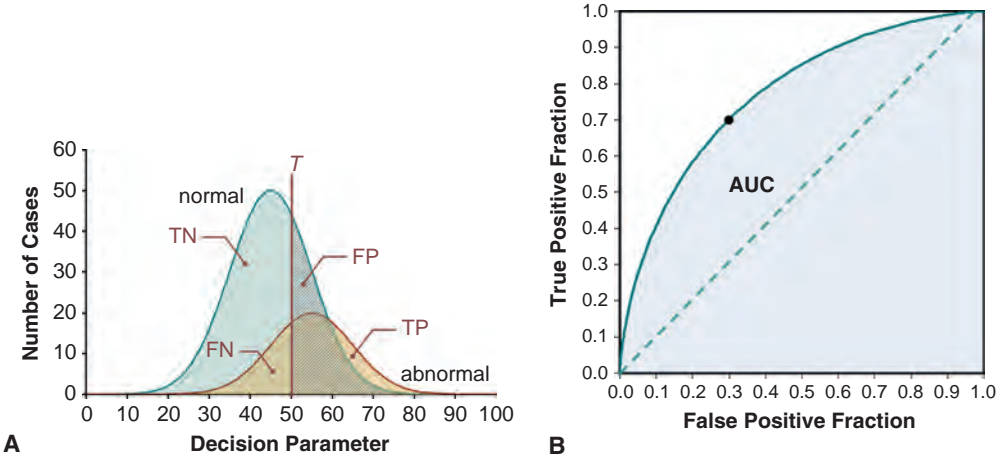 60
50
40
30
20
10
0
Number of Cases
normal
T
TN
FP
FN
TP
abnormal
0 10 20 30 40 50 60 70 80 90 100
Decision Parameter
A
1.0
0.9
0.8
0.7
0.6
0.5
0.4
0.3
0.2
0.1
0.0
True Positive Fraction
AUC
0.0 0.1 0.2 0.3 0.4 0.5 0.6 0.7 0.8 0.9 1.0
False Positive Fraction
B